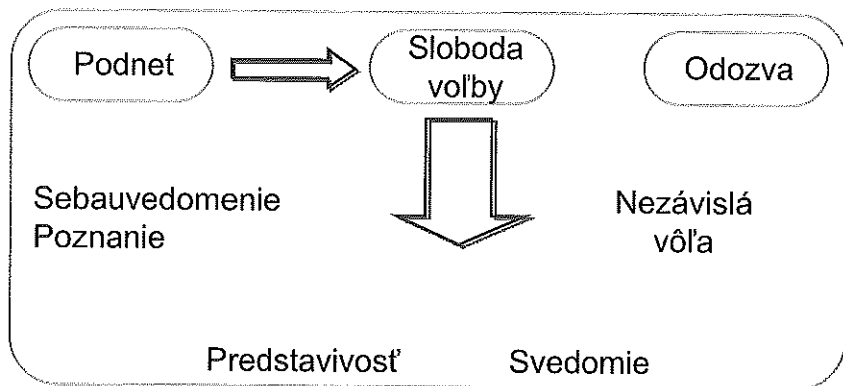 Podnet
Sloboda
voľby
Odozva
Sebauvedomenie
Poznanie
Nezávislá
vôľa
Predstavivosť
Svedomie